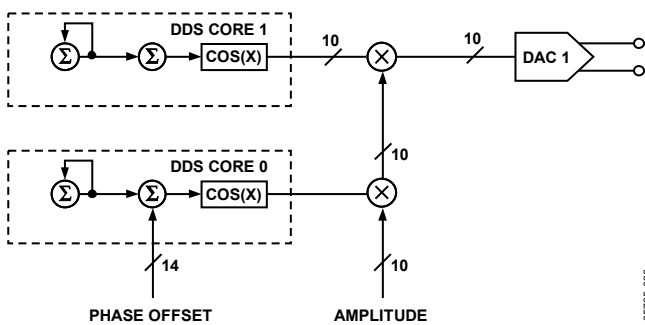 DDS CORE 1
10
10
Σ
Σ
COS(X)
×
DAC 1
10
DDS CORE 0
Σ
Σ
COS(X)
×
14
10
PHASE OFFSET
AMPLITUDE